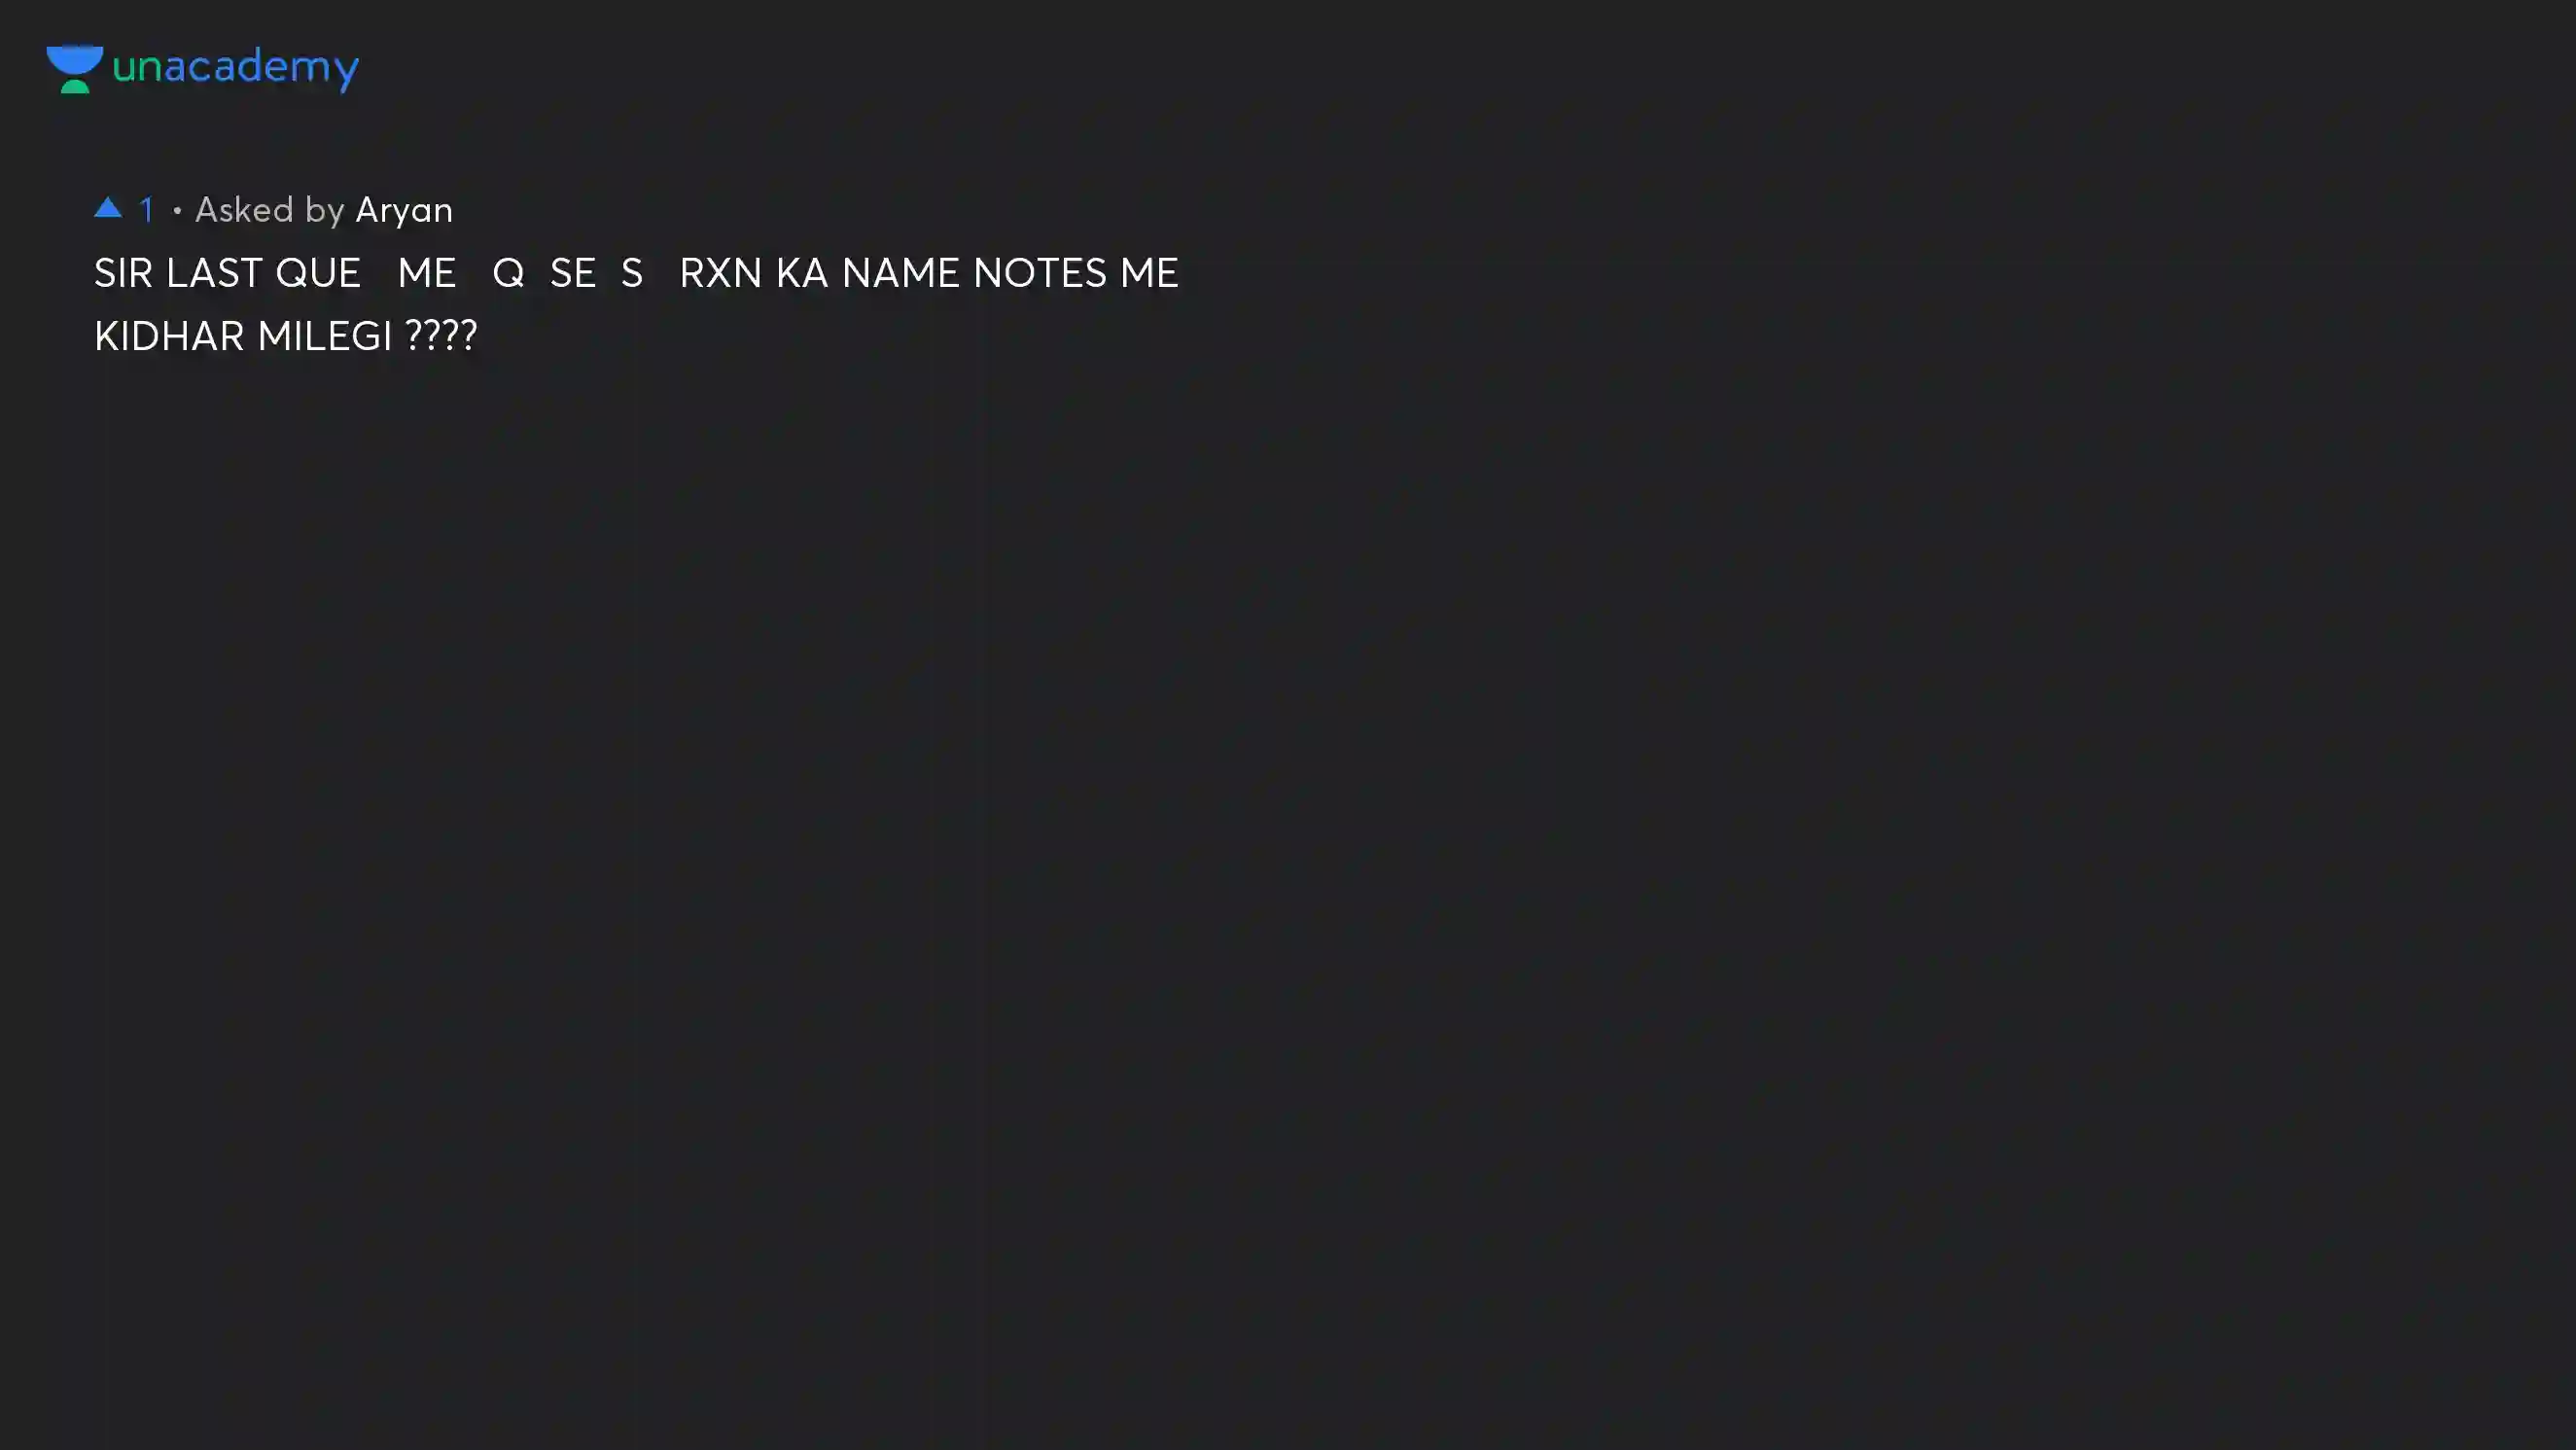 unacademy
▲ 1 • Asked by Aryan
SIR LAST QUE ME Q SE S RXN KA NAME NOTES ME
KIDHAR MILEGI ????